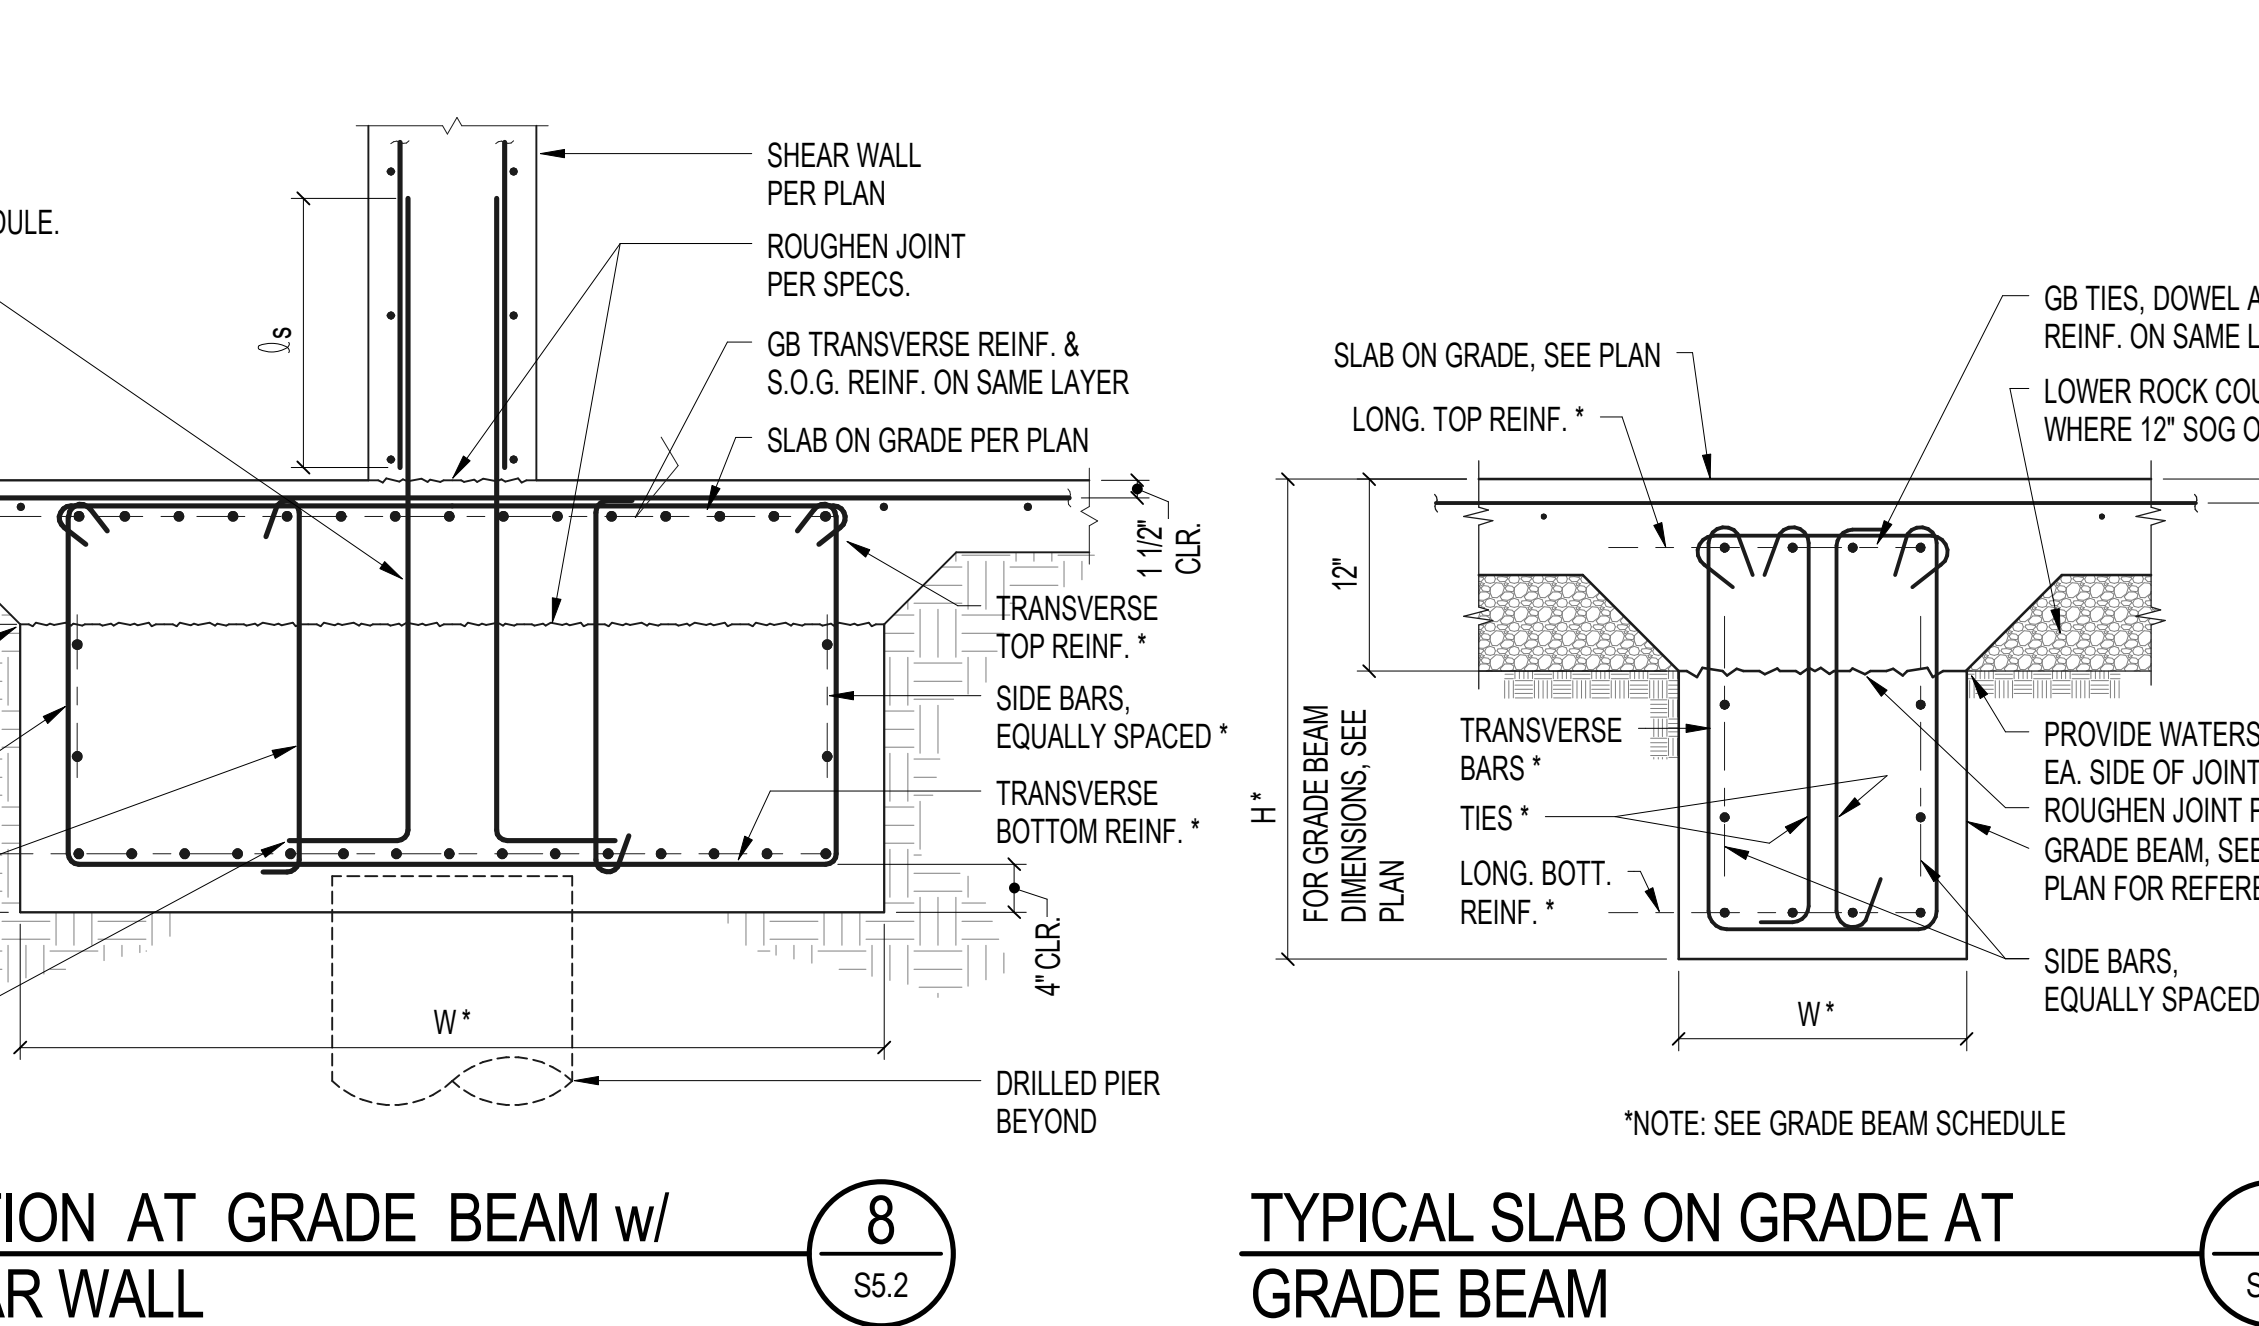 DULE.
SHEAR WALL
PER PLAN
ROUGHEN JOINT
PER SPECS.
GB TRANSVERSE REINF. &
S.O.G. REINF. ON SAME LAYER
SLAB ON GRADE PER PLAN
ℓs
1 1/2"
CLR.
TRANSVERSE
TOP REINF. *
SIDE BARS,
EQUALLY SPACED *
TRANSVERSE
BOTTOM REINF. *
4" CLR.
W *
DRILLED PIER
BEYOND
TION AT GRADE BEAM w/
AR WALL
8
S5.2
SLAB ON GRADE, SEE PLAN
LONG. TOP REINF. *
12"
H *
FOR GRADE BEAM
DIMENSIONS, SEE
PLAN
TRANSVERSE
BARS *
TIES *
LONG. BOTT.
REINF. *
W *
GB TIES, DOWEL A
REINF. ON SAME L
LOWER ROCK COU
WHERE 12" SOG O
PROVIDE WATERS
EA. SIDE OF JOINT
ROUGHEN JOINT P
GRADE BEAM, SEE
PLAN FOR REFERE
SIDE BARS,
EQUALLY SPACED
*NOTE: SEE GRADE BEAM SCHEDULE
TYPICAL SLAB ON GRADE AT
GRADE BEAM
S